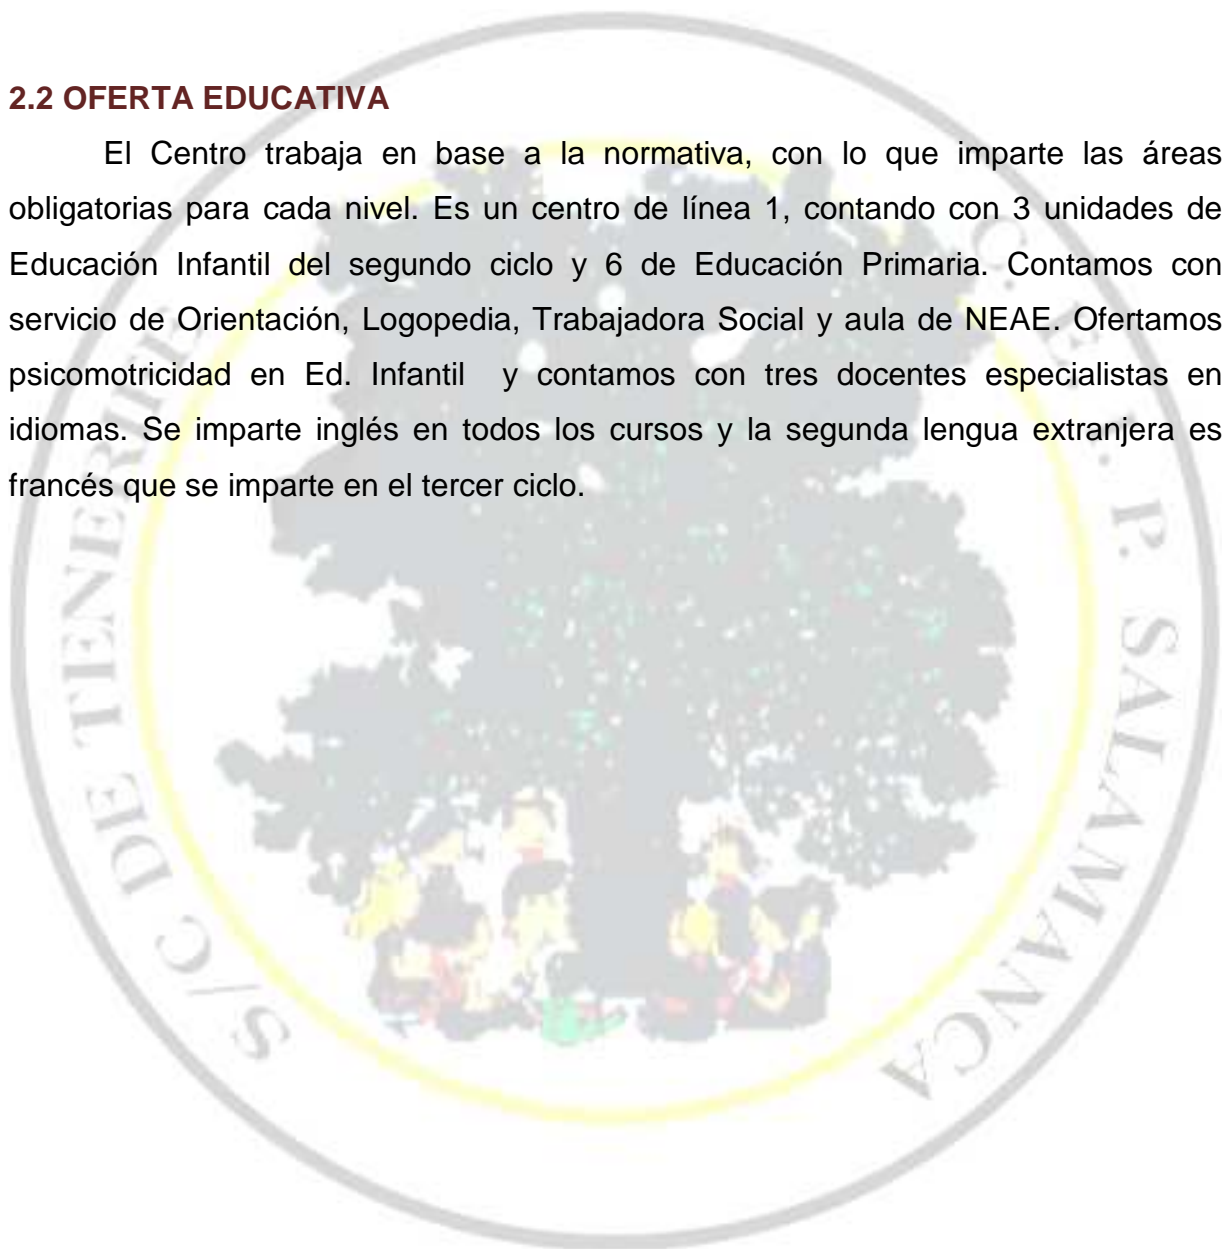 2.2 OFERTA EDUCATIVA
El Centro trabaja en base a la normativa, con lo que imparte las áreas
obligatorias para cada nivel. Es un centro de línea 1, contando con 3 unidades de
Educación Infantil del segundo ciclo y 6 de Educación Primaria. Contamos con
servicio de Orientación, Logopedia, Trabajadora Social y aula de NEAE. Ofertamos
psicomotricidad en Ed. Infantil y contamos con tres docentes especialistas en
idiomas. Se imparte inglés en todos los cursos y la segunda lengua extranjera es
francés que se imparte en el tercer ciclo.
S/C DE TENERIFE
C. E. I. P. SALAMANCA